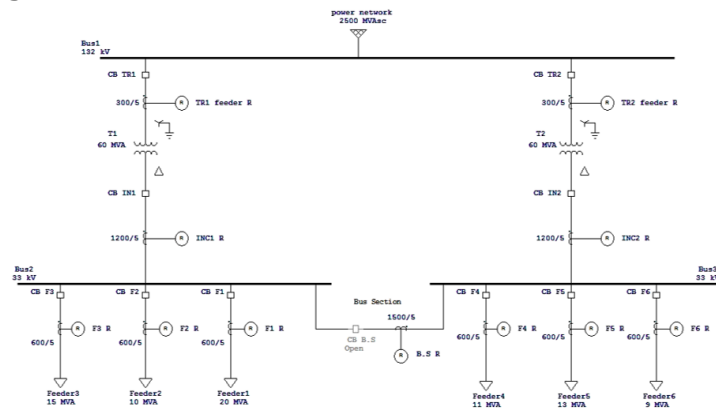 power network
2500 MVAsc
Bus1
132 kV
CB TR1
CB TR2
300/5
R
TR1 feeder R
300/5
R
TR2 feeder R
T1
60 MVA
T2
60 MVA
CB IN1
CB IN2
1200/5
R
INC1 R
1200/5
R
INC2 R
Bus2
33 kV
Bus3
33 kV
CB F3
CB F2
CB F1
CB F4
CB F5
CB F6
Bus Section
1500/5
CB B.S
Open
R
B.S R
R
F3 R
R
F2 R
R
F1 R
R
F4 R
R
F5 R
R
F6 R
600/5
600/5
600/5
600/5
600/5
600/5
Feeder3
15 MVA
Feeder2
10 MVA
Feeder1
20 MVA
Feeder4
11 MVA
Feeder5
13 MVA
Feeder6
9 MVA